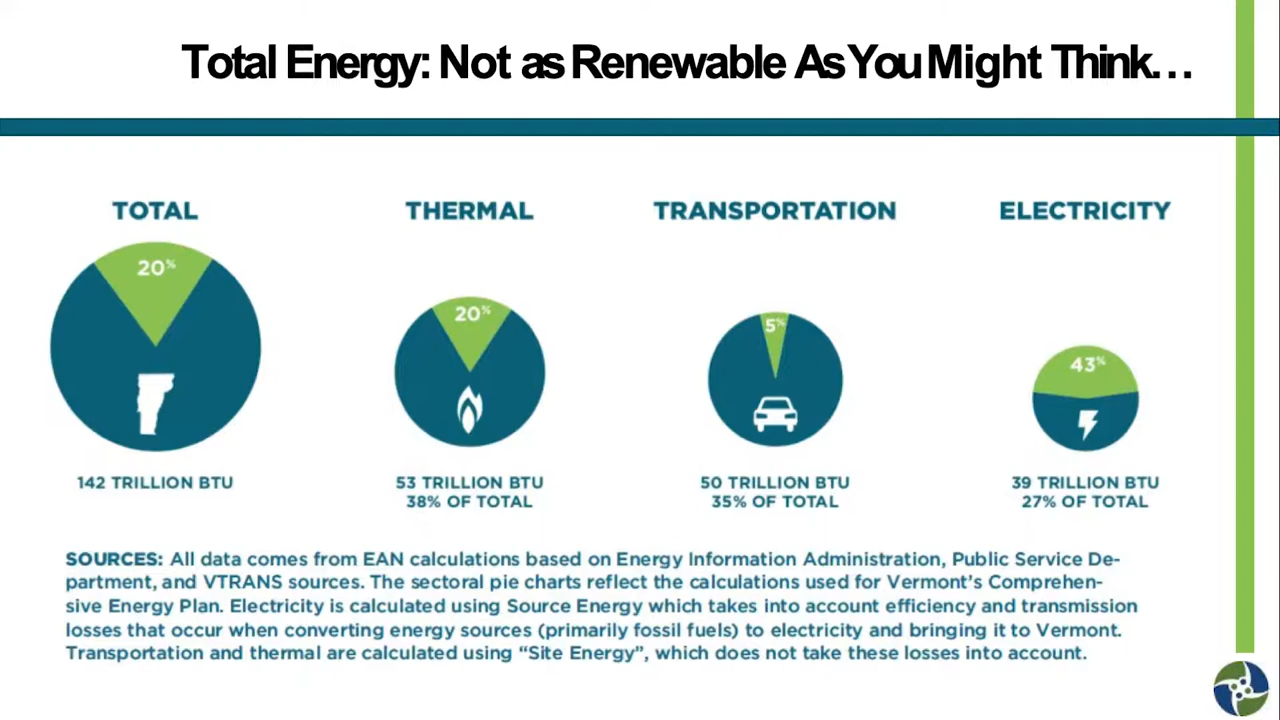 Total Energy: Not as Renewable As You Might Think…
TOTAL
20%
142 TRILLION BTU
THERMAL
20%
53 TRILLION BTU
38% OF TOTAL
TRANSPORTATION
5%
50 TRILLION BTU
35% OF TOTAL
ELECTRICITY
43%
39 TRILLION BTU
27% OF TOTAL
SOURCES: All data comes from EAN calculations based on Energy Information Administration, Public Service De-
partment, and VTRANS sources. The sectoral pie charts reflect the calculations used for Vermont's Comprehen-
sive Energy Plan. Electricity is calculated using Source Energy which takes into account efficiency and transmission
losses that occur when converting energy sources (primarily fossil fuels) to electricity and bringing it to Vermont.
Transportation and thermal are calculated using “Site Energy”, which does not take these losses into account.